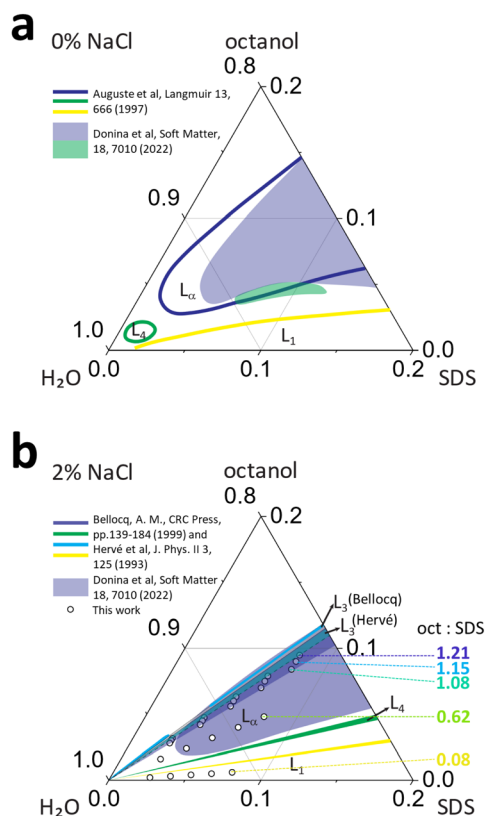 a
0% NaCl
octanol
0.8
0.2
Auguste et al, Langmuir 13,
666 (1997)
Donina et al, Soft Matter,
18, 7010 (2022)
0.9
0.1
Lα
L4
L1
1.0
0.0
H₂O
0.0
0.1
0.2
SDS
b
2% NaCl
octanol
0.8
0.2
Bellocq, A. M., CRC Press,
pp.139-184 (1999) and
Hervé et al, J. Phys. II 3,
125 (1993)
Donina et al, Soft Matter
18, 7010 (2022)
This work
L3(Bellocq)
L3(Hervé)
oct : SDS
0.9
0.1
1.21
1.15
1.08
L4
Lα
0.62
1.0
L1
0.08
0.0
H₂O
0.0
0.1
0.2
SDS